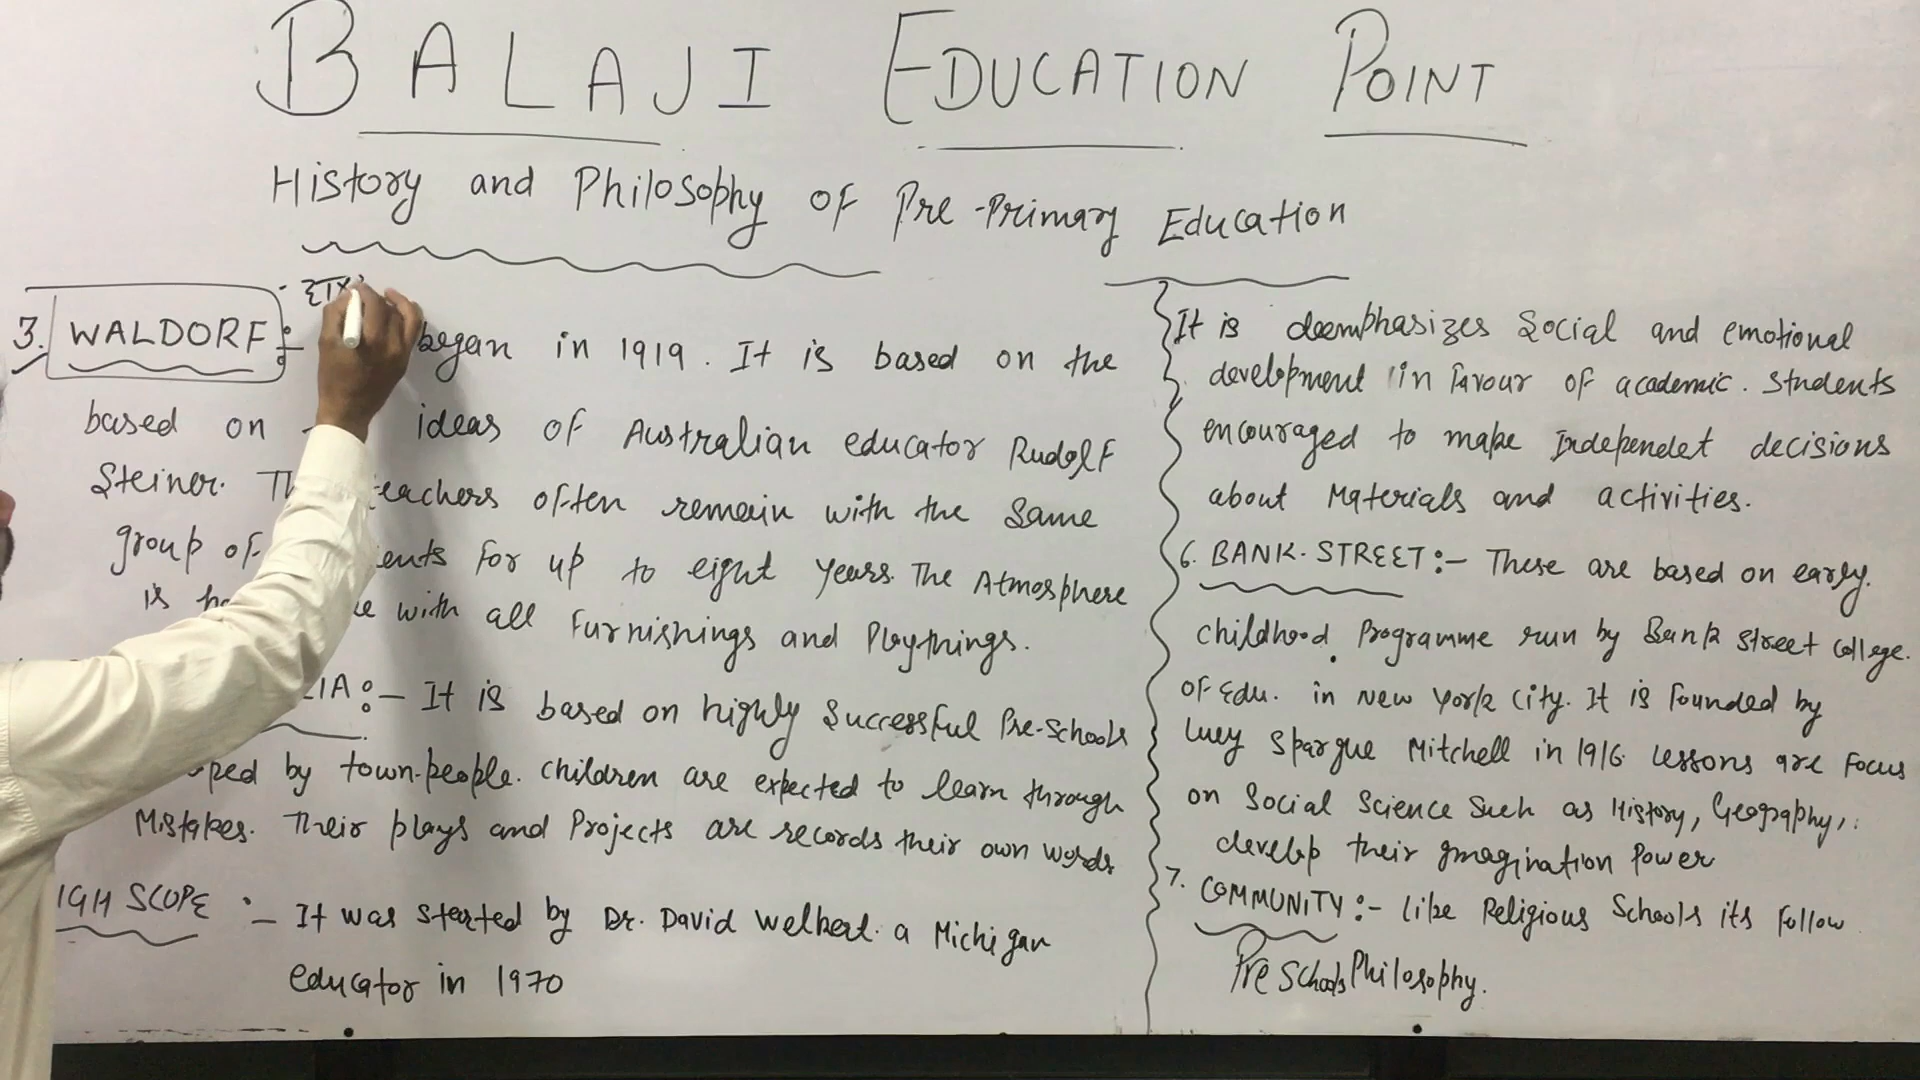 BALAJI EDUCATION POINT
History and Philosophy of Pre-Primary Education
3. WALDORF:-
began in 1919. It is based on the
based on ideas of Australian educator Rudolf
Steiner. teachers often remain with the same
group of for up to eight years. The Atmosphere
is with all Furnishings and Playthings.
:- It is based on highly Successful Pre-Schools
by town-people. Children are expected to learn through
Mistakes. Their plays and Projects are records their own words
SCOPE :- It was started by Dr. David a Michigan
educator in 1970
It is deemphasizes Social and emotional
development in Favour of academic. Students
encouraged to make Independet decisions
about Materials and activities.
6. BANK-STREET:- These are based on early.
childhood Programme run by Bank Street College.
of Edu. in New York City. It is Founded by
Lucy Spargue Mitchell in 1916. Lessons are Focus
on Social Science Such as History, Geography,
develop their Imagination Power
7. COMMUNITY:- like Religious Schools its Follow
Pre Schools Philosophy.